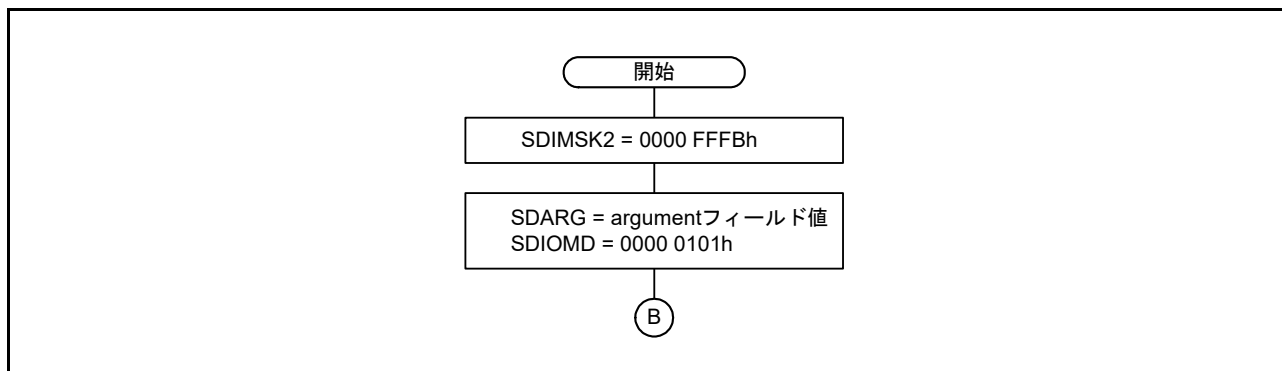 開始
SDIMSK2 = 0000 FFFBh
SDARG = argumentフィールド値
SDIOMD = 0000 0101h
B